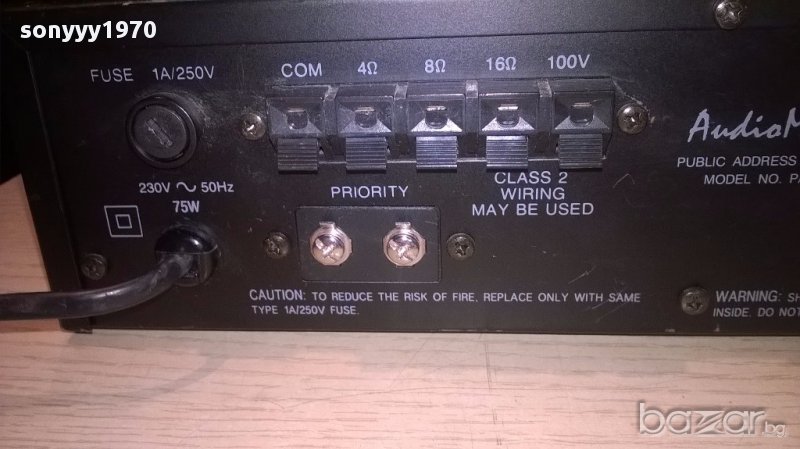 sonyyy1970
FUSE 1A/250V
COM 4Ω 8Ω 16Ω 100V
230V ~ 50Hz
75W
PRIORITY
CLASS 2
WIRING
MAY BE USED
PUBLIC ADDRESS
MODEL NO.
CAUTION: TO REDUCE THE RISK OF FIRE, REPLACE ONLY WITH SAME
TYPE 1A/250V FUSE.
WARNING:
INSIDE. DO NOT
bazar.bg